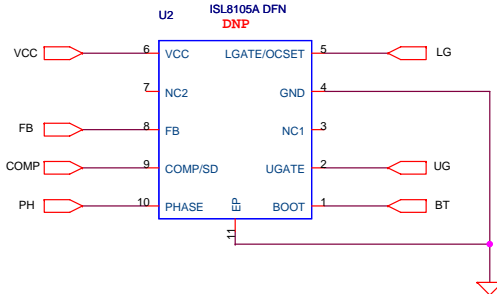 U2
ISL8105A DFN
DNP
VCC 6 VCC LGATE/OCSET 5 LG
7 NC2 GND 4
FB 8 FB NC1 3
COMP 9 COMP/SD UGATE 2 UG
PH 10 PHASE EP BOOT 1 BT
11